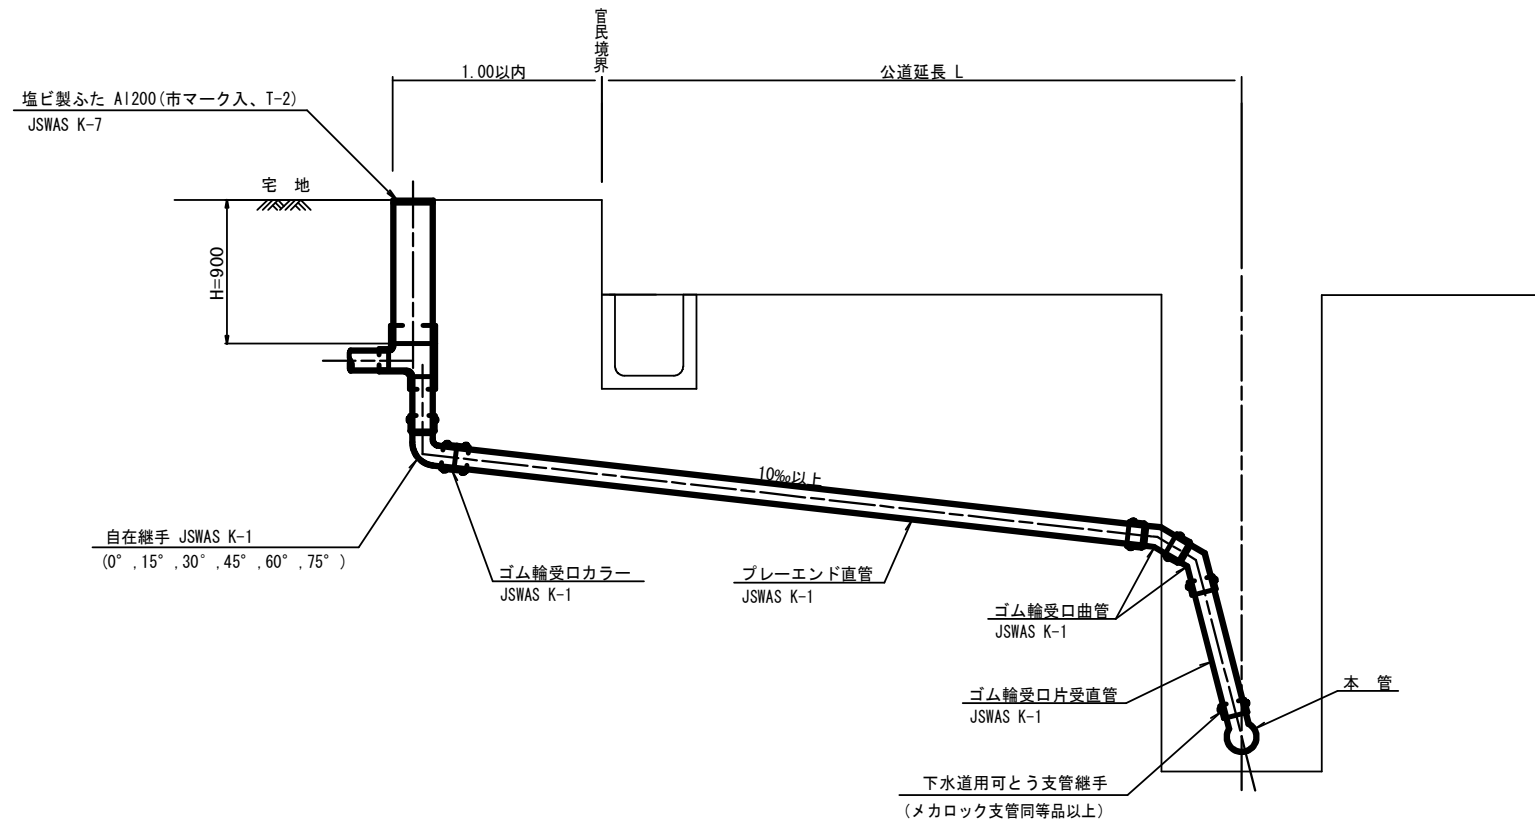 官民境界
1.00以内
公道延長 L
塩ビ製ふた AI200(市マーク入、T-2)
JSWAS K-7
宅 地
H=900
10‰以上
自在継手 JSWAS K-1
(0°,15°,30°,45°,60°,75°)
ゴム輪受口カラー
JSWAS K-1
プレーエンド直管
JSWAS K-1
ゴム輪受口曲管
JSWAS K-1
ゴム輪受口片受直管
JSWAS K-1
本 管
下水道用可とう支管継手
(メカロック支管同等品以上)